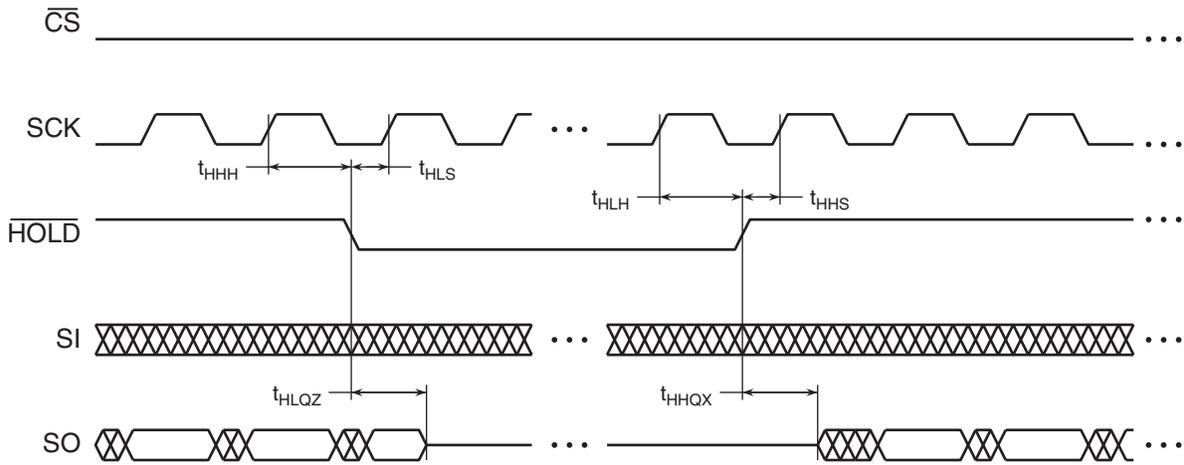 CS
SCK
tHHH
tHLS
tHLH
tHHS
HOLD
SI
tHLQZ
tHHQX
SO